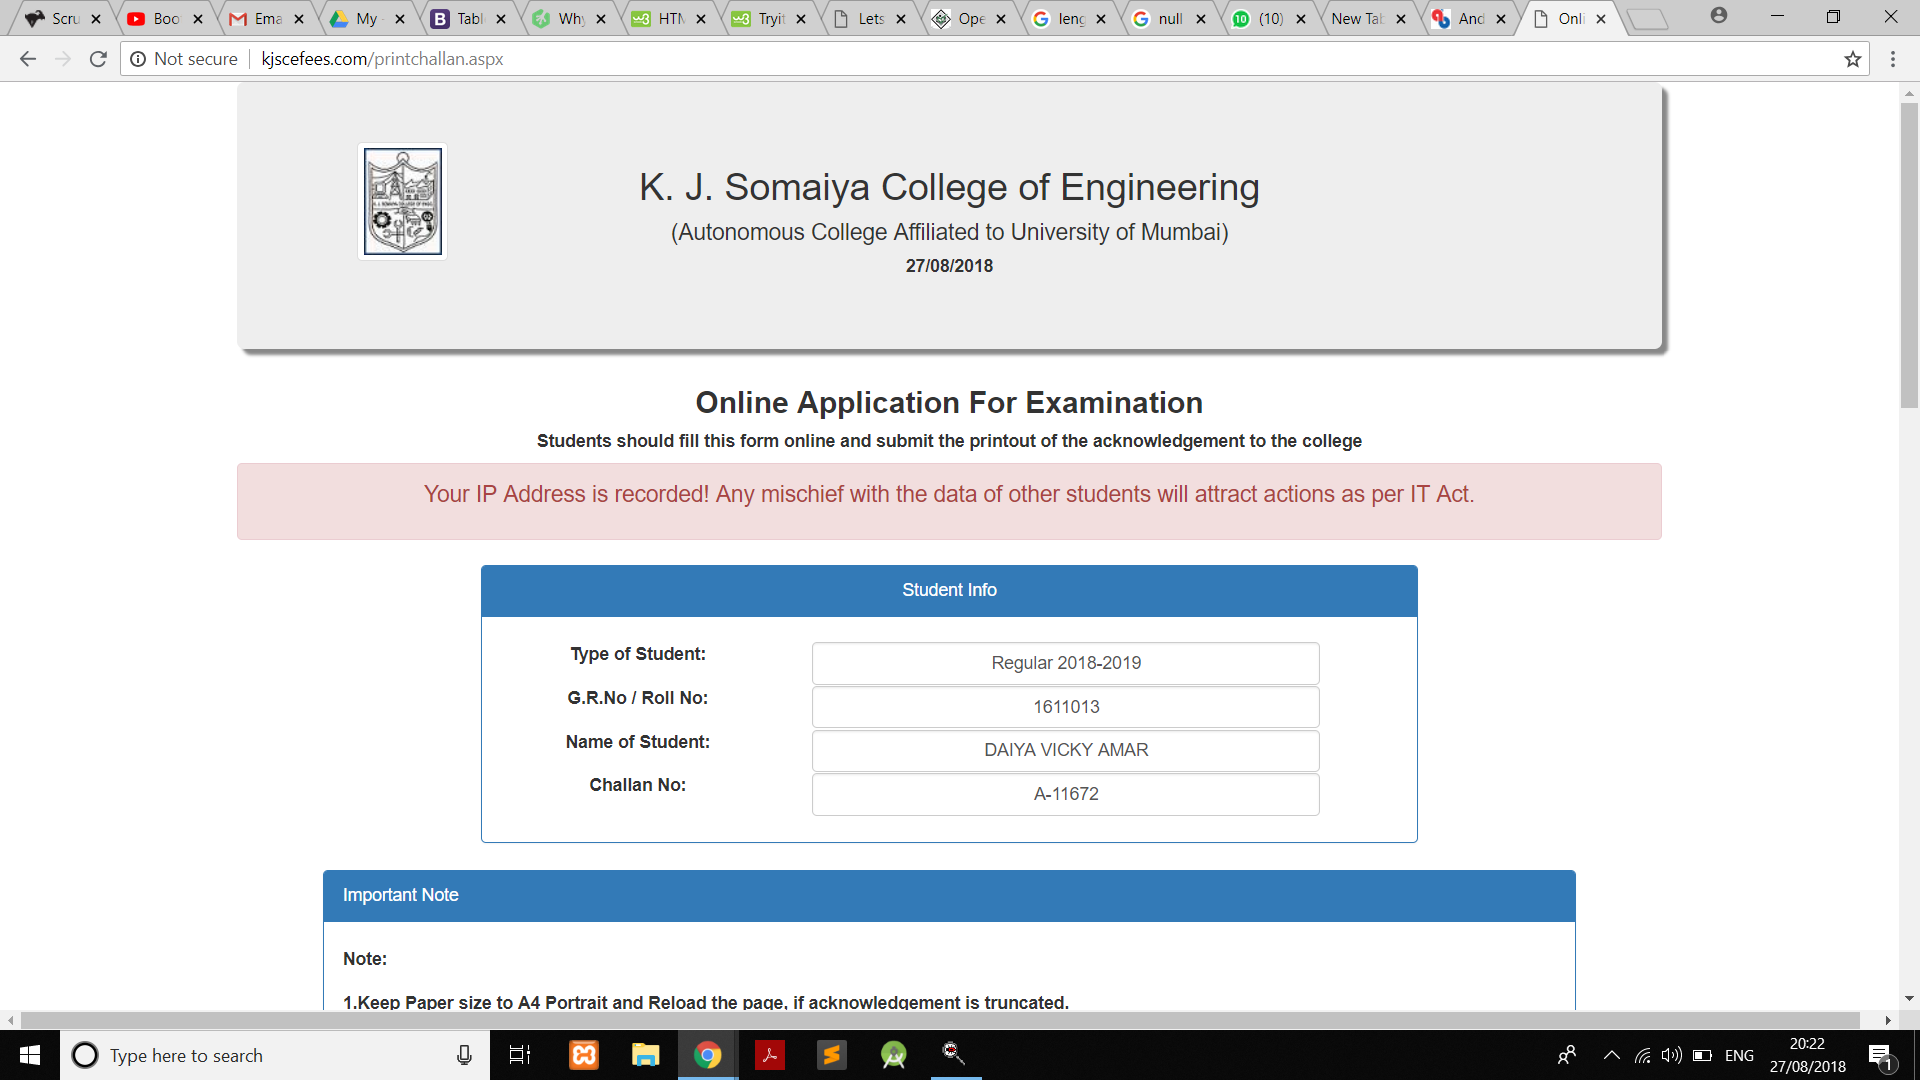 Scru Boo Ema My Tabl Why HTM Tryit Lets Ope leng null (10) New Tab And Onli
Not secure kjscefees.com/printchallan.aspx
K. J. Somaiya College of Engineering
(Autonomous College Affiliated to University of Mumbai)
27/08/2018
Online Application For Examination
Students should fill this form online and submit the printout of the acknowledgement to the college
Your IP Address is recorded! Any mischief with the data of other students will attract actions as per IT Act.
Student Info
Type of Student: Regular 2018-2019
G.R.No / Roll No: 1611013
Name of Student: DAIYA VICKY AMAR
Challan No: A-11672
Important Note
Note:
1.Keep Paper size to A4 Portrait and Reload the page, if acknowledgement is truncated.
Type here to search
ENG
20:22
27/08/2018
1